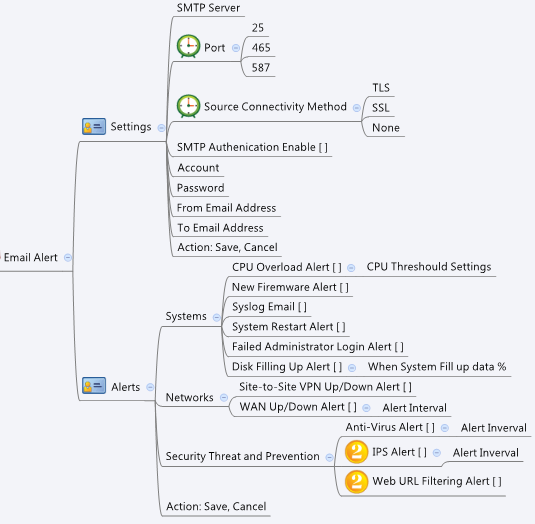 Email Alert
Settings
SMTP Server
Port
25
465
587
Source Connectivity Method
TLS
SSL
None
SMTP Authenication Enable [ ]
Account
Password
From Email Address
To Email Address
Action: Save, Cancel
Alerts
Systems
CPU Overload Alert [ ] CPU Threshould Settings
New Firemware Alert [ ]
Syslog Email [ ]
System Restart Alert [ ]
Failed Administrator Login Alert [ ]
Disk Filling Up Alert [ ] When System Fill up data %
Networks
Site-to-Site VPN Up/Down Alert [ ]
WAN Up/Down Alert [ ] Alert Interval
Security Threat and Prevention
Anti-Virus Alert [ ] Alert Inverval
2 IPS Alert [ ] Alert Inverval
2 Web URL Filtering Alert [ ]
Action: Save, Cancel